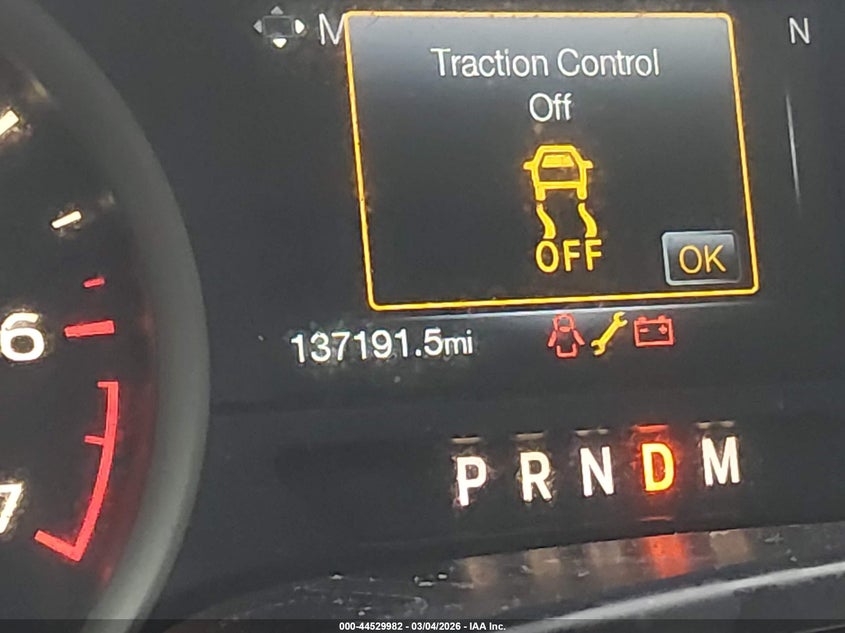 M
N
Traction Control
Off
OFF
OK
6
137191.5mi
P R N D M
7
000-44529982 - 03/04/2026 - IAA Inc.